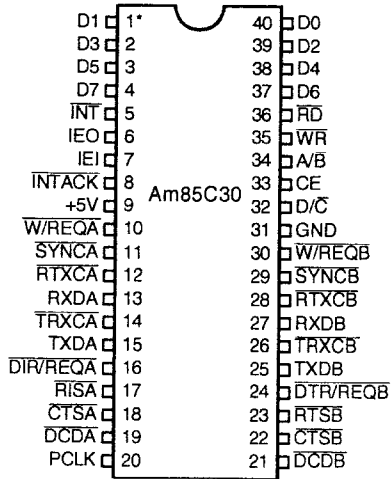 D1 1* 40 D0
D3 2 39 D2
D5 3 38 D4
D7 4 37 D6
INT 5 36 RD
IEO 6 35 WR
IEI 7 34 A/B
INTACK 8 33 CE
Am85C30
+5V 9 32 D/C
W/REQA 10 31 GND
SYNCA 11 30 W/REQB
RTXCA 12 29 SYNCB
RXDA 13 28 RTXCB
TRXCA 14 27 RXDB
TXDA 15 26 TRXCB
DIR/REQA 16 25 TXDB
RISA 17 24 DTR/REQB
CTSA 18 23 RTSB
DCDA 19 22 CTSB
PCLK 20 21 DCDB